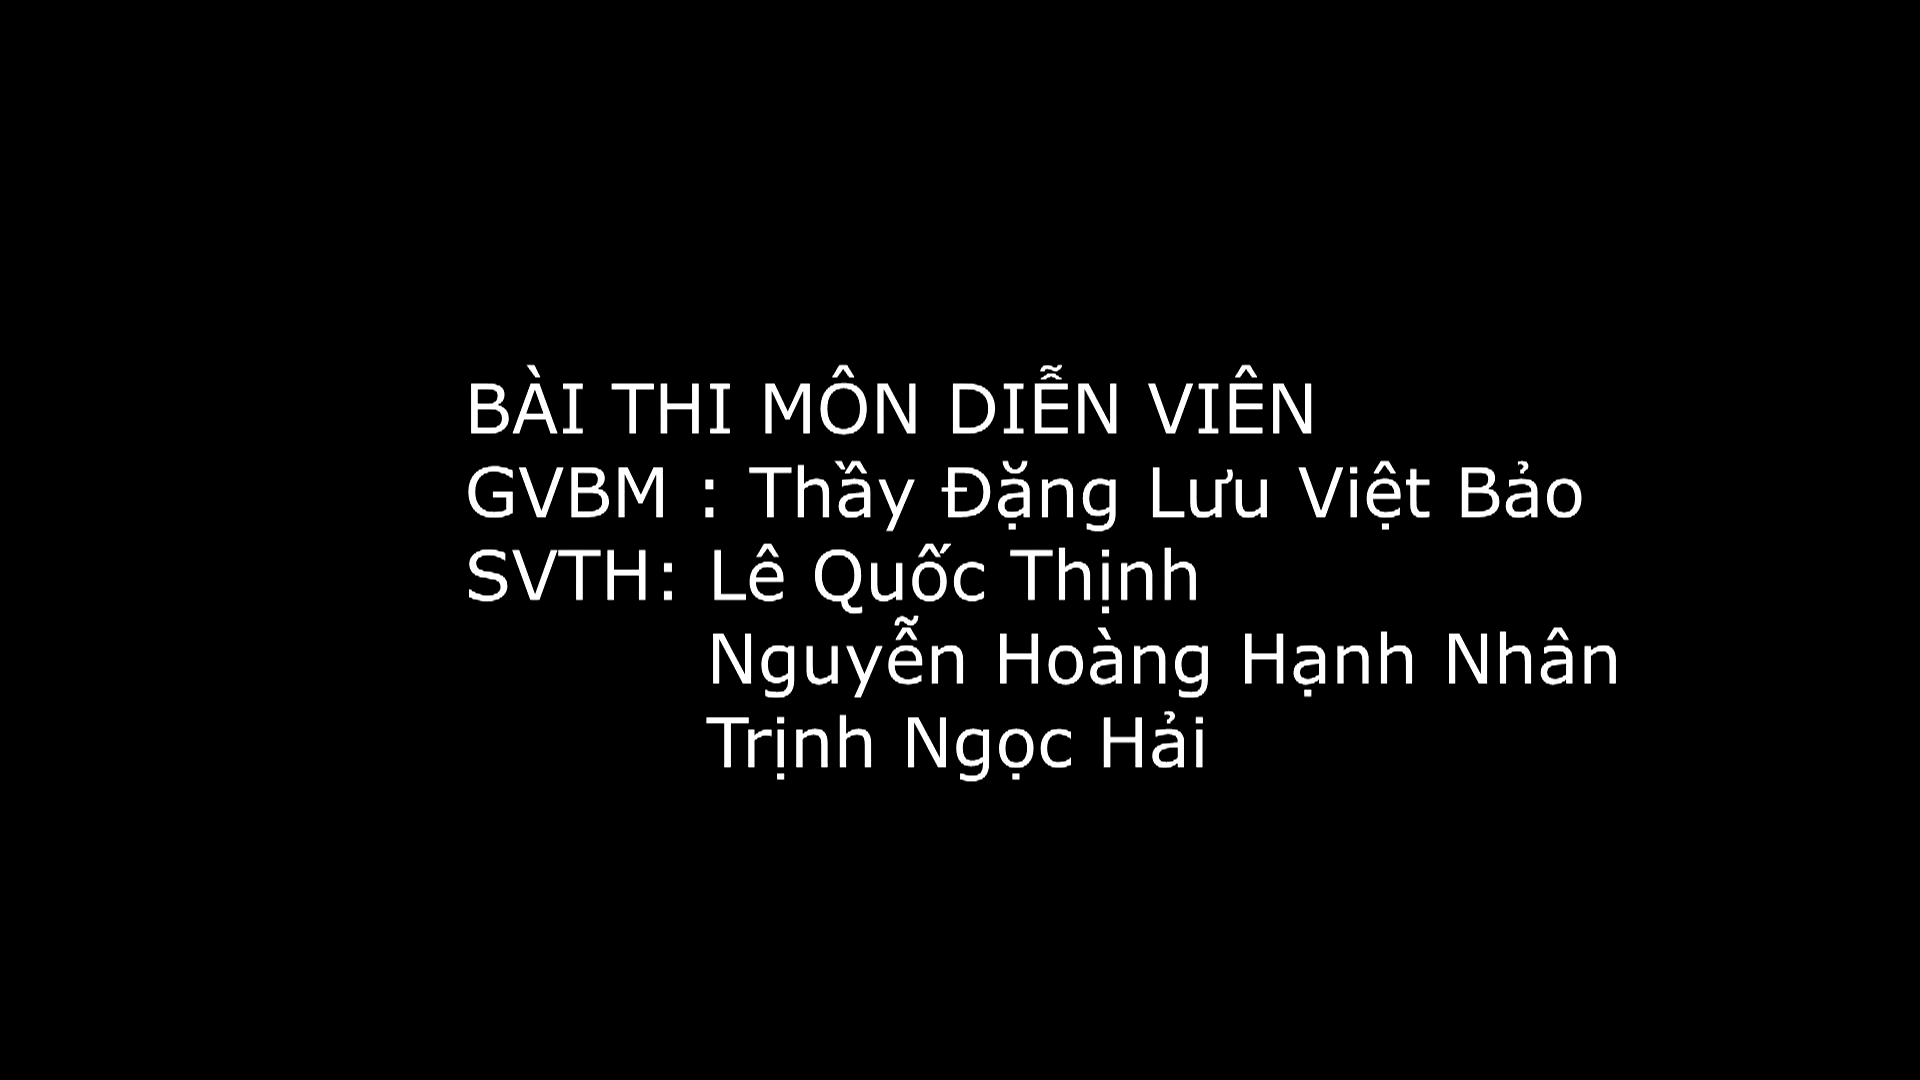 BÀI THI MÔN DIỄN VIÊN
GVBM : Thầy Đặng Lưu Việt Bảo
SVTH: Lê Quốc Thịnh
Nguyễn Hoàng Hạnh Nhân
Trịnh Ngọc Hải